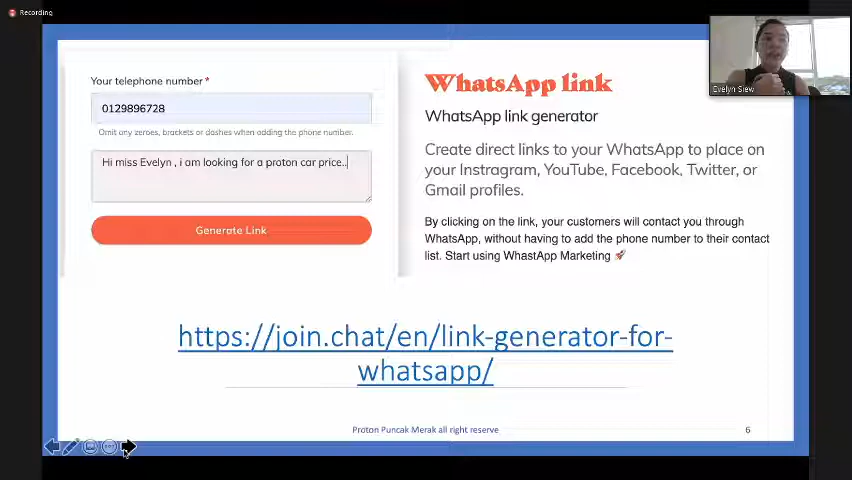 Recording
Your telephone number *
0129896728
Omit any zeroes, brackets or dashes when adding the phone number.
Hi miss Evelyn , i am looking for a proton car price..
Generate Link
WhatsApp link
WhatsApp link generator
Create direct links to your WhatsApp to place on
your Instragram, YouTube, Facebook, Twitter, or
Gmail profiles.
By clicking on the link, your customers will contact you through
WhatsApp, without having to add the phone number to their contact
list. Start using WhastApp Marketing 🚀
https://join.chat/en/link-generator-for-
whatsapp/
Proton Puncak Merak all right reserve
6
Evelyn Siew